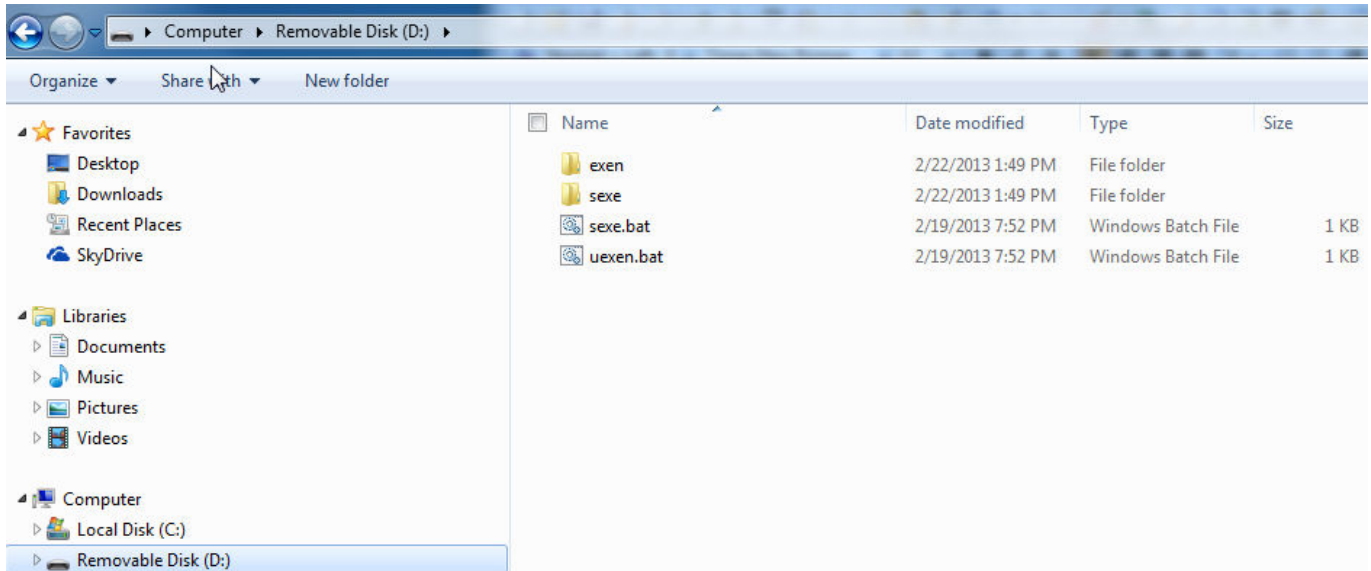 Computer Removable Disk (D:)
Organize Share with New folder
Favorites
Desktop
Downloads
Recent Places
SkyDrive
Libraries
Documents
Music
Pictures
Videos
Computer
Local Disk (C:)
Removable Disk (D:)
Name Date modified Type Size
exen 2/22/2013 1:49 PM File folder
sexe 2/22/2013 1:49 PM File folder
sexe.bat 2/19/2013 7:52 PM Windows Batch File 1 KB
uexen.bat 2/19/2013 7:52 PM Windows Batch File 1 KB